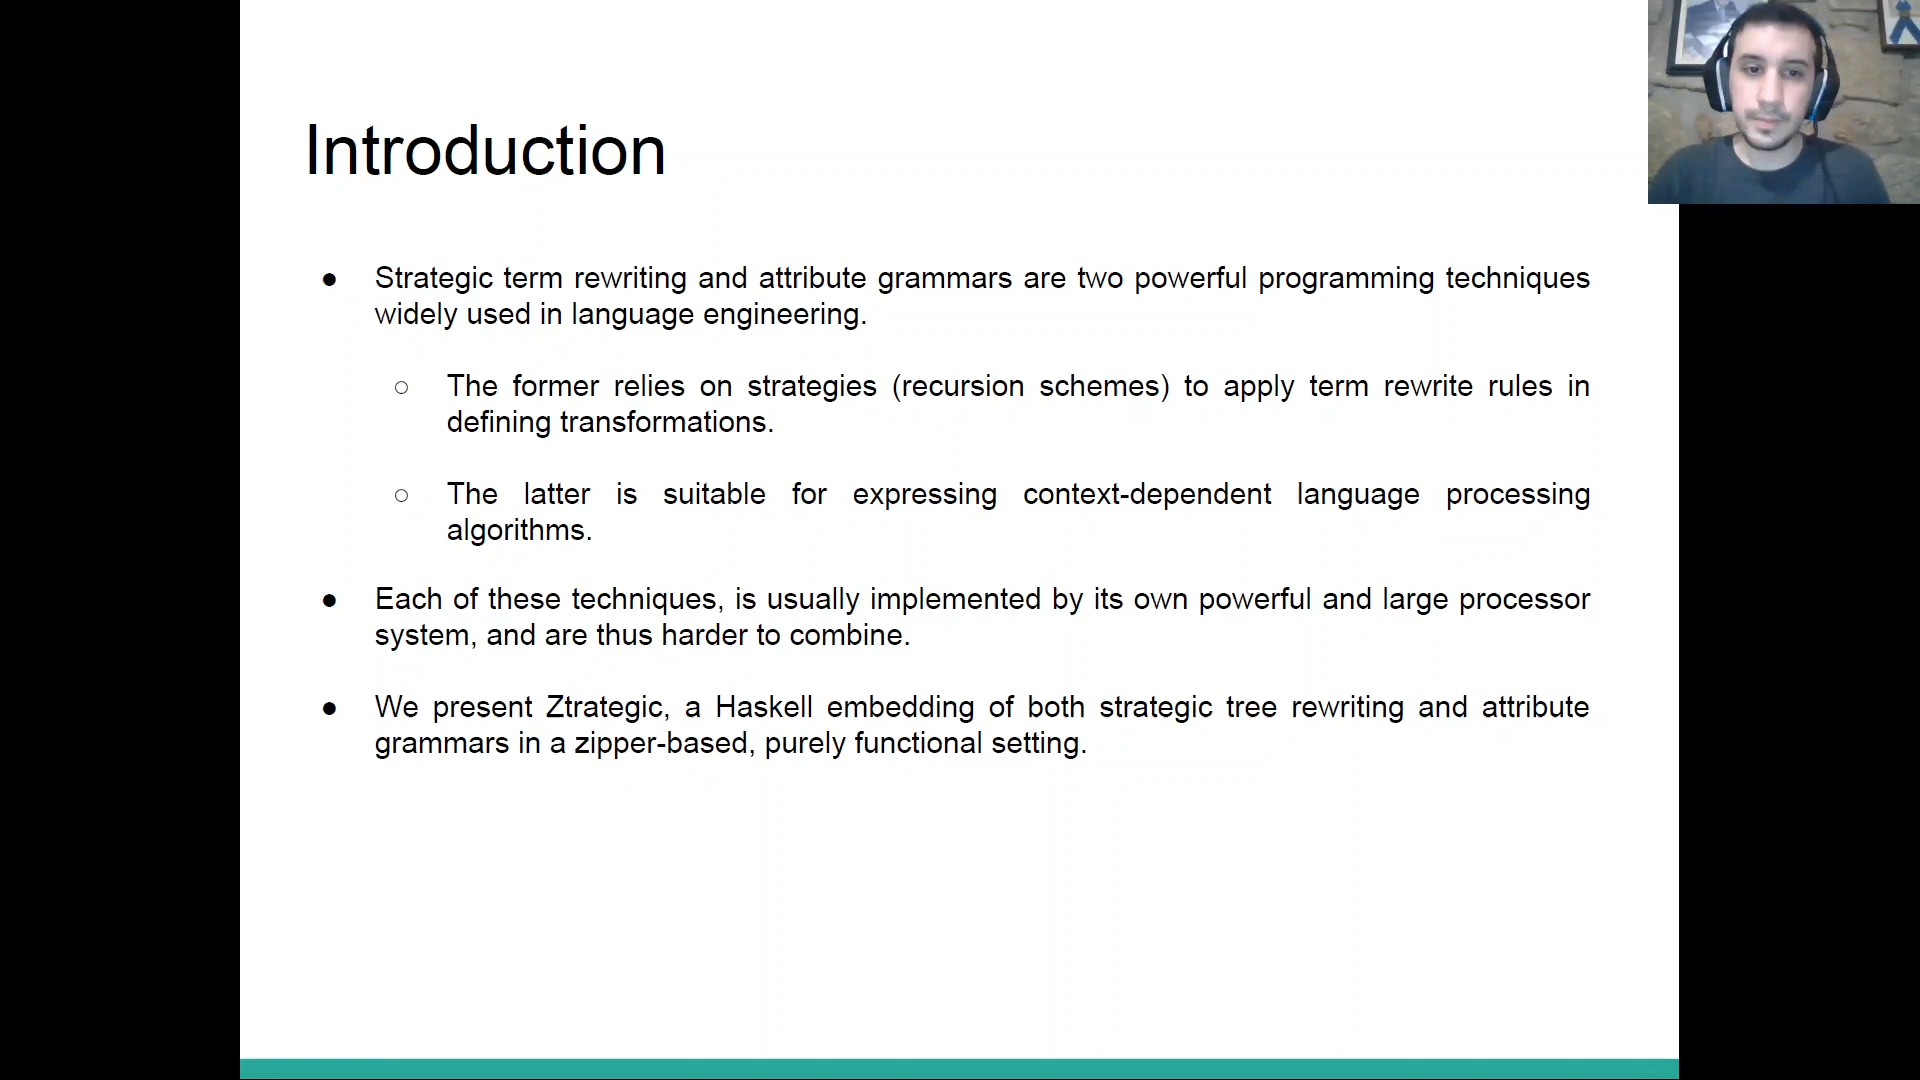 Introduction
● Strategic term rewriting and attribute grammars are two powerful programming techniques
widely used in language engineering.
○ The former relies on strategies (recursion schemes) to apply term rewrite rules in
defining transformations.
○ The latter is suitable for expressing context-dependent language processing
algorithms.
● Each of these techniques, is usually implemented by its own powerful and large processor
system, and are thus harder to combine.
● We present Ztrategic, a Haskell embedding of both strategic tree rewriting and attribute
grammars in a zipper-based, purely functional setting.